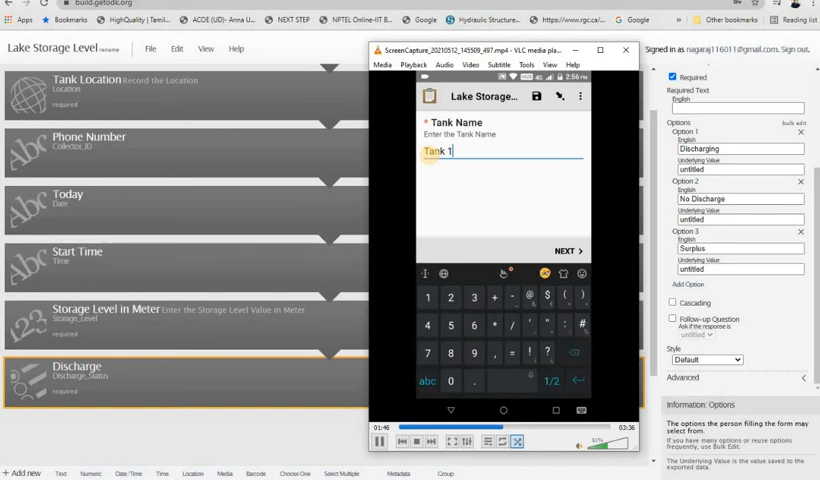 build.getodk.org
Apps Bookmarks HighQuality | Tamil... ACOE (UD)- Anna U... NEXT STEP NPTEL Online-IIT B... Google Hydraulic Structure... https://www.rgc.ca/... Google » Other bookmarks Reading list
Lake Storage Level rename File Edit View Help
Signed in as nagaraj116011@gmail.com, Sign out.
Tank Location Record the Location
Location
required
Phone Number
Collector_ID
Today
Date
Start Time
Time
Storage Level in Meter Enter the Storage Level Value in Meter
Storage_Level
required
Discharge
Discharge_Status
required
+ Add new Text Numeric Date/Time Time Location Media Barcode Choose One Select Multiple Metadata Group
ScreenCapture_20210512_145509_497.mp4 - VLC media pla...
Media Playback Audio Video Subtitle Tools View Help
4G 2:56 PM
Lake Storage...
* Tank Name
Enter the Tank Name
Tank 1
NEXT >
1 2 3 + - @ $ ( )
4 5 6 * / ' " : #
7 8 9 , = ! ?
abc 0 . 1/2
01:46 03:36
61%
Required
Required Text
English
Options bulk edit
Option 1
English
Discharging
Underlying Value
untitled
Option 2
English
No Discharge
Underlying Value
untitled
Option 3
English
Surplus
Underlying Value
untitled
Add Option
Cascading
Follow-up Question
Ask if the response is:
untitled
Style
Default
Advanced
Information: Options
The options the person filling the form may
select from.
If you have many options or reuse options
frequently, use Bulk Edit.
The Underlying Value is the value saved to the
exported data.